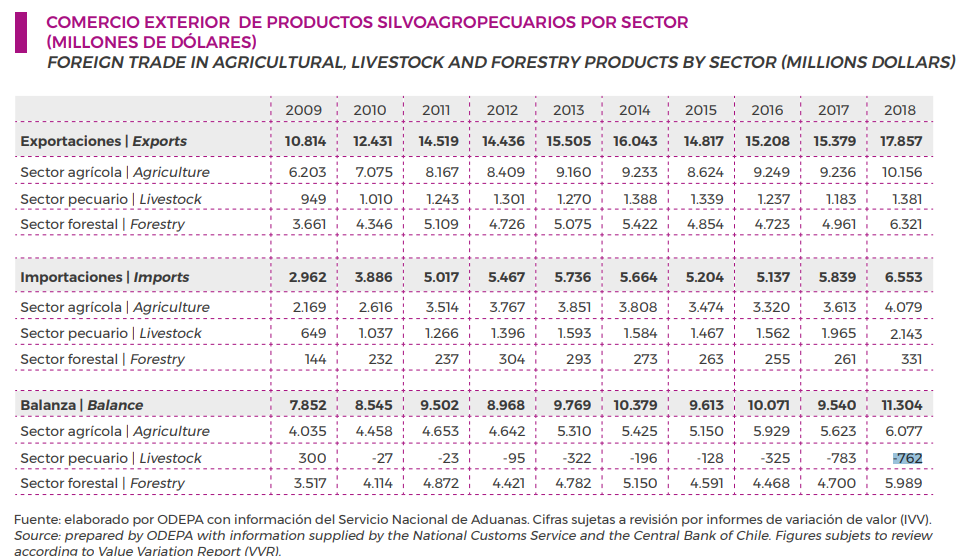 COMERCIO EXTERIOR DE PRODUCTOS SILVOAGROPECUARIOS POR SECTOR
(MILLONES DE DÓLARES)
FOREIGN TRADE IN AGRICULTURAL, LIVESTOCK AND FORESTRY PRODUCTS BY SECTOR (MILLIONS DOLLARS)
2009 2010 2011 2012 2013 2014 2015 2016 2017 2018
Exportaciones | Exports 10.814 12.431 14.519 14.436 15.505 16.043 14.817 15.208 15.379 17.857
Sector agrícola | Agriculture 6.203 7.075 8.167 8.409 9.160 9.233 8.624 9.249 9.236 10.156
Sector pecuario | Livestock 949 1.010 1.243 1.301 1.270 1.388 1.339 1.237 1.183 1.381
Sector forestal | Forestry 3.661 4.346 5.109 4.726 5.075 5.422 4.854 4.723 4.961 6.321
Importaciones | Imports 2.962 3.886 5.017 5.467 5.736 5.664 5.204 5.137 5.839 6.553
Sector agrícola | Agriculture 2.169 2.616 3.514 3.767 3.851 3.808 3.474 3.320 3.613 4.079
Sector pecuario | Livestock 649 1.037 1.266 1.396 1.593 1.584 1.467 1.562 1.965 2.143
Sector forestal | Forestry 144 232 237 304 293 273 263 255 261 331
Balanza | Balance 7.852 8.545 9.502 8.968 9.769 10.379 9.613 10.071 9.540 11.304
Sector agrícola | Agriculture 4.035 4.458 4.653 4.642 5.310 5.425 5.150 5.929 5.623 6.077
Sector pecuario | Livestock 300 -27 -23 -95 -322 -196 -128 -325 -783 -762
Sector forestal | Forestry 3.517 4.114 4.872 4.421 4.782 5.150 4.591 4.468 4.700 5.989
Fuente: elaborado por ODEPA con información del Servicio Nacional de Aduanas. Cifras sujetas a revisión por informes de variación de valor (IVV).
Source: prepared by ODEPA with information supplied by the National Customs Service and the Central Bank of Chile. Figures subjets to review
according to Value Variation Report (VVR).